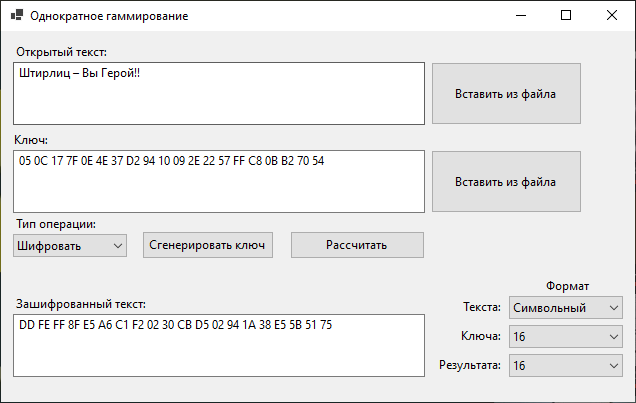 Однократное гаммирование
Открытый текст:
Штирлиц – Вы Герой!!
Вставить из файла
Ключ:
05 0C 17 7F 0E 4E 37 D2 94 10 09 2E 22 57 FF C8 0B B2 70 54
Вставить из файла
Тип операции:
Шифровать
Сгенерировать ключ
Рассчитать
Формат
Зашифрованный текст:
Текста:
Символьный
DD FE FF 8F E5 A6 C1 F2 02 30 CB D5 02 94 1A 38 E5 5B 51 75
Ключа:
16
Результата:
16